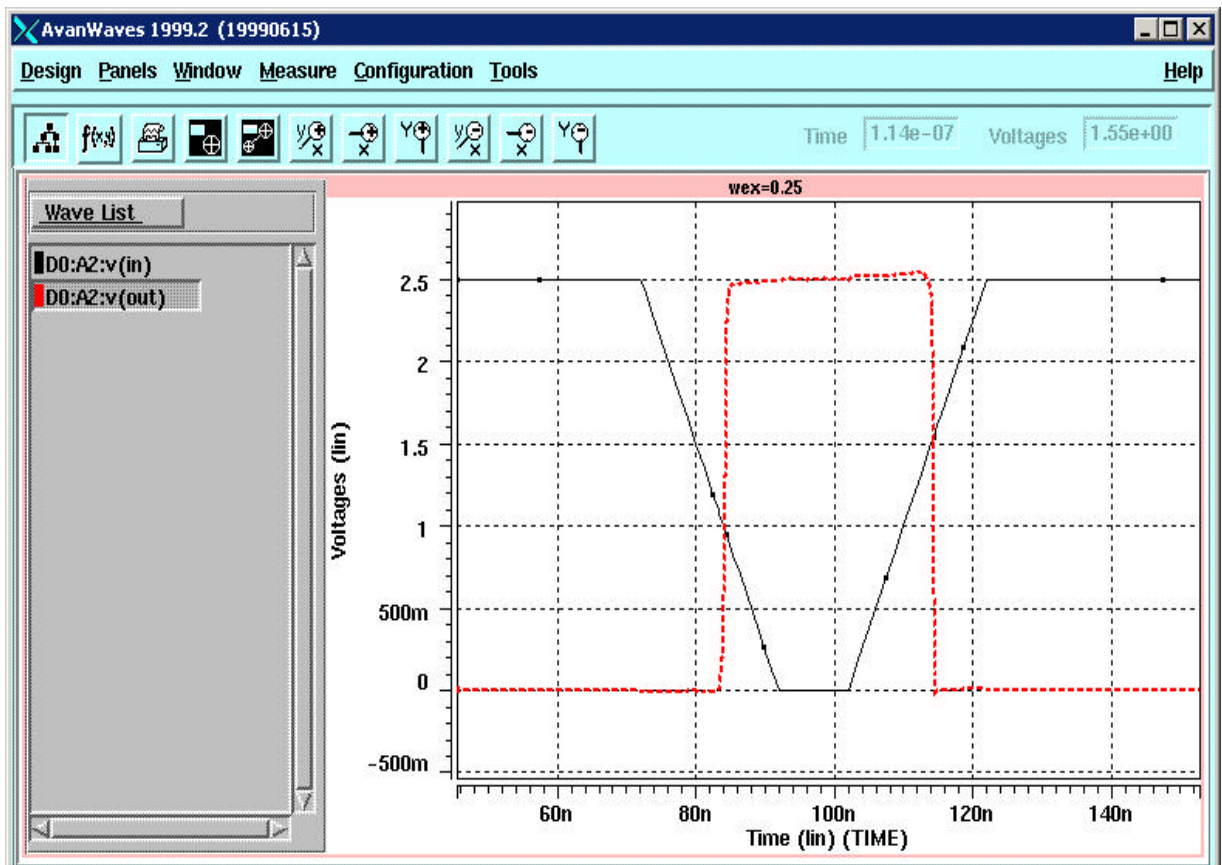 AvanWaves 1999.2 (19990615)
Design Panels Window Measure Configuration Tools Help
f(x,y) y x x Y y x x Y Time 1.14e-07 Voltages 1.55e+00
wex=0.25
Wave List
D0:A2:v(in)
D0:A2:v(out)
Voltages (lin)
2.5
2
1.5
1
500m
0
-500m
60n 80n 100n 120n 140n
Time (lin) (TIME)